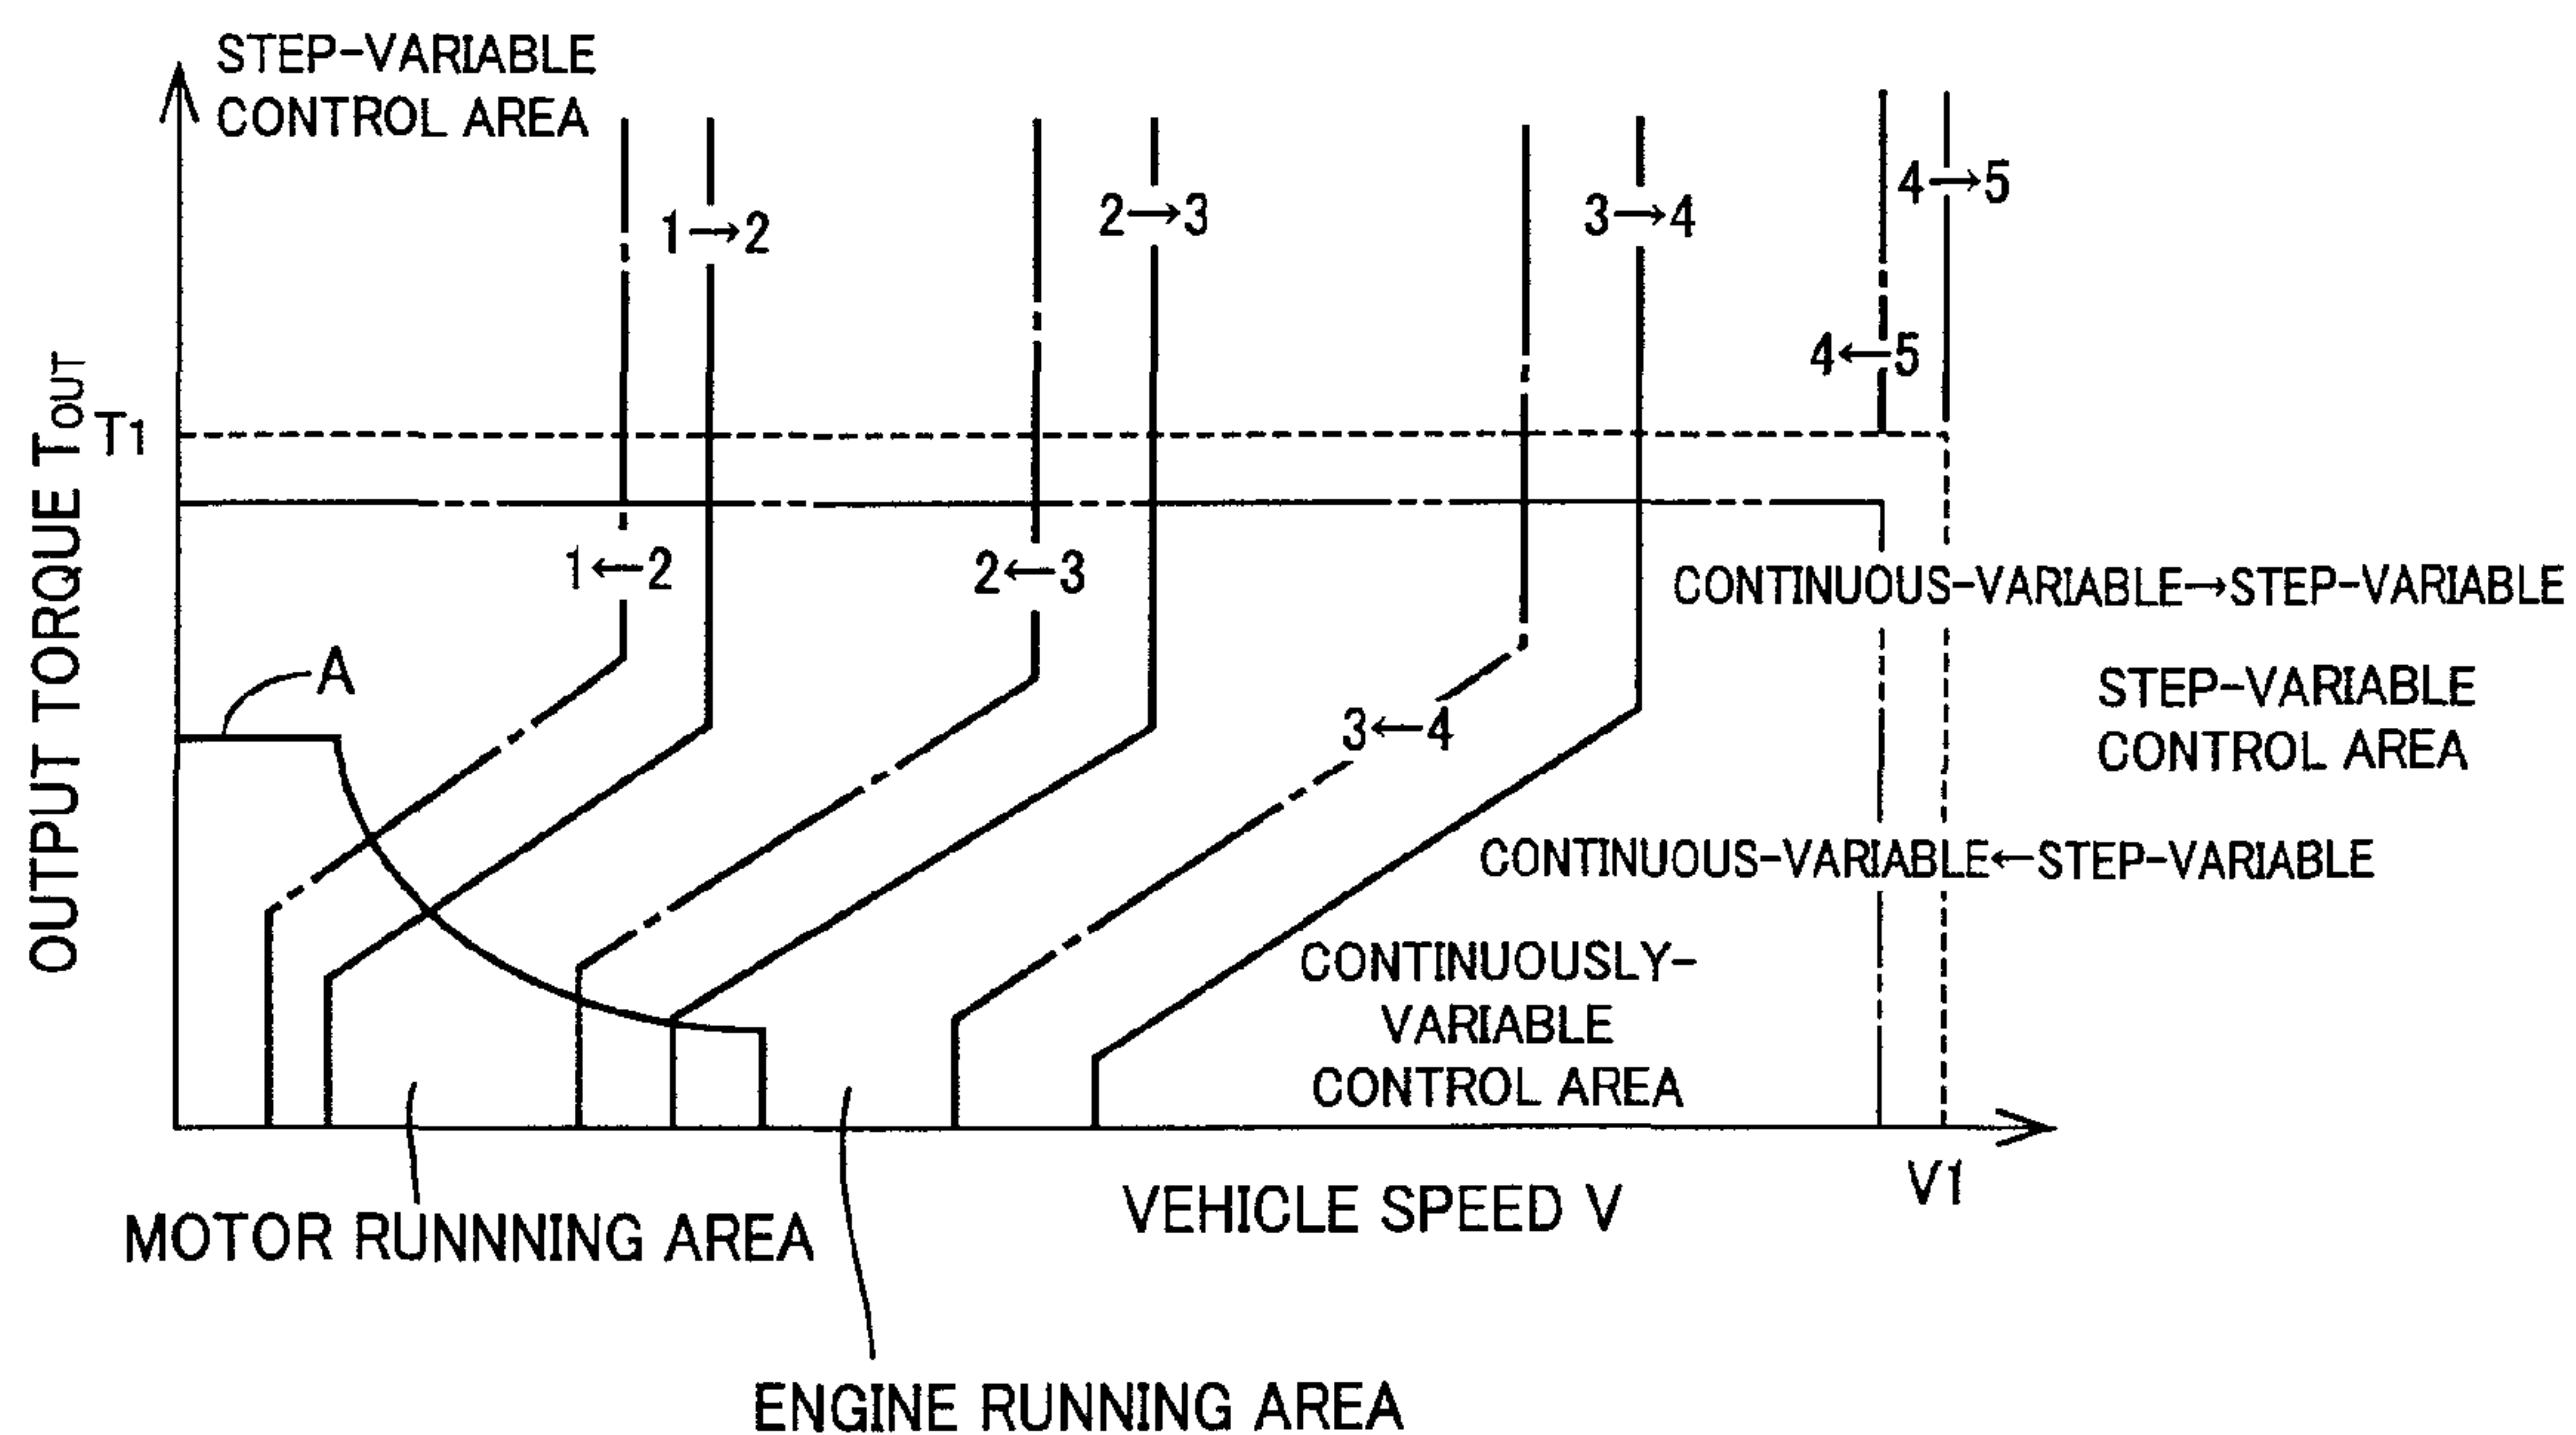 STEP-VARIABLE
CONTROL AREA
1→2
2→3
3→4
4→5
4←5
OUTPUT TORQUE TOUT
T1
1←2
2←3
CONTINUOUS-VARIABLE→STEP-VARIABLE
A
3←4
STEP-VARIABLE
CONTROL AREA
CONTINUOUS-VARIABLE←STEP-VARIABLE
CONTINUOUSLY-
VARIABLE
CONTROL AREA
V1
VEHICLE SPEED V
MOTOR RUNNNING AREA
ENGINE RUNNING AREA